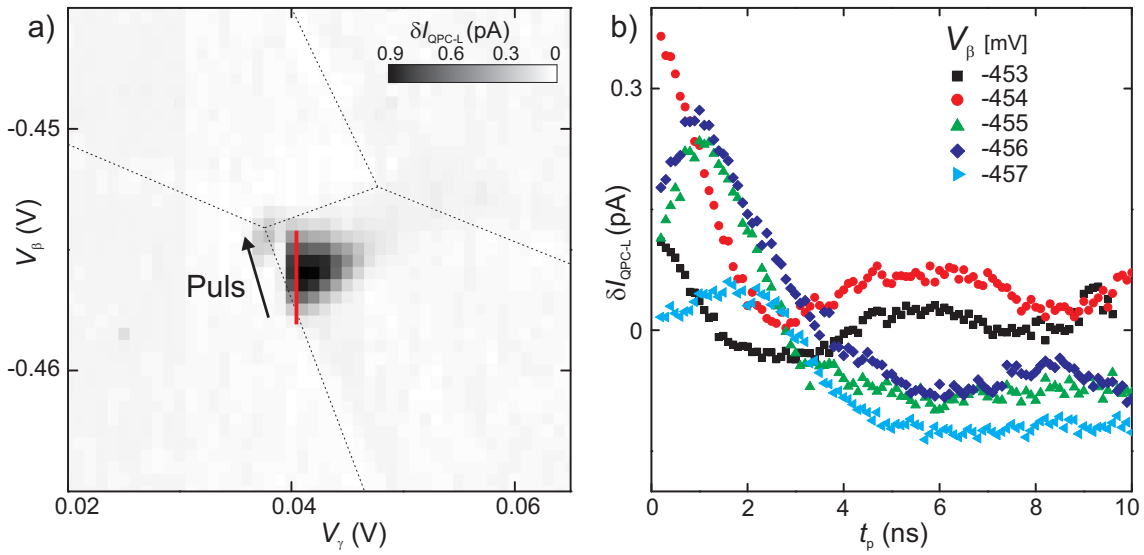 a)
δI_QPC-L (pA)
0.9 0.6 0.3 0
-0.45
-0.46
V_β (V)
Puls
0.02 0.04 0.06
V_γ (V)
b)
V_β [mV]
-453
-454
-455
-456
-457
0.3
0
δI_QPC-L (pA)
0 2 4 6 8 10
t_p (ns)